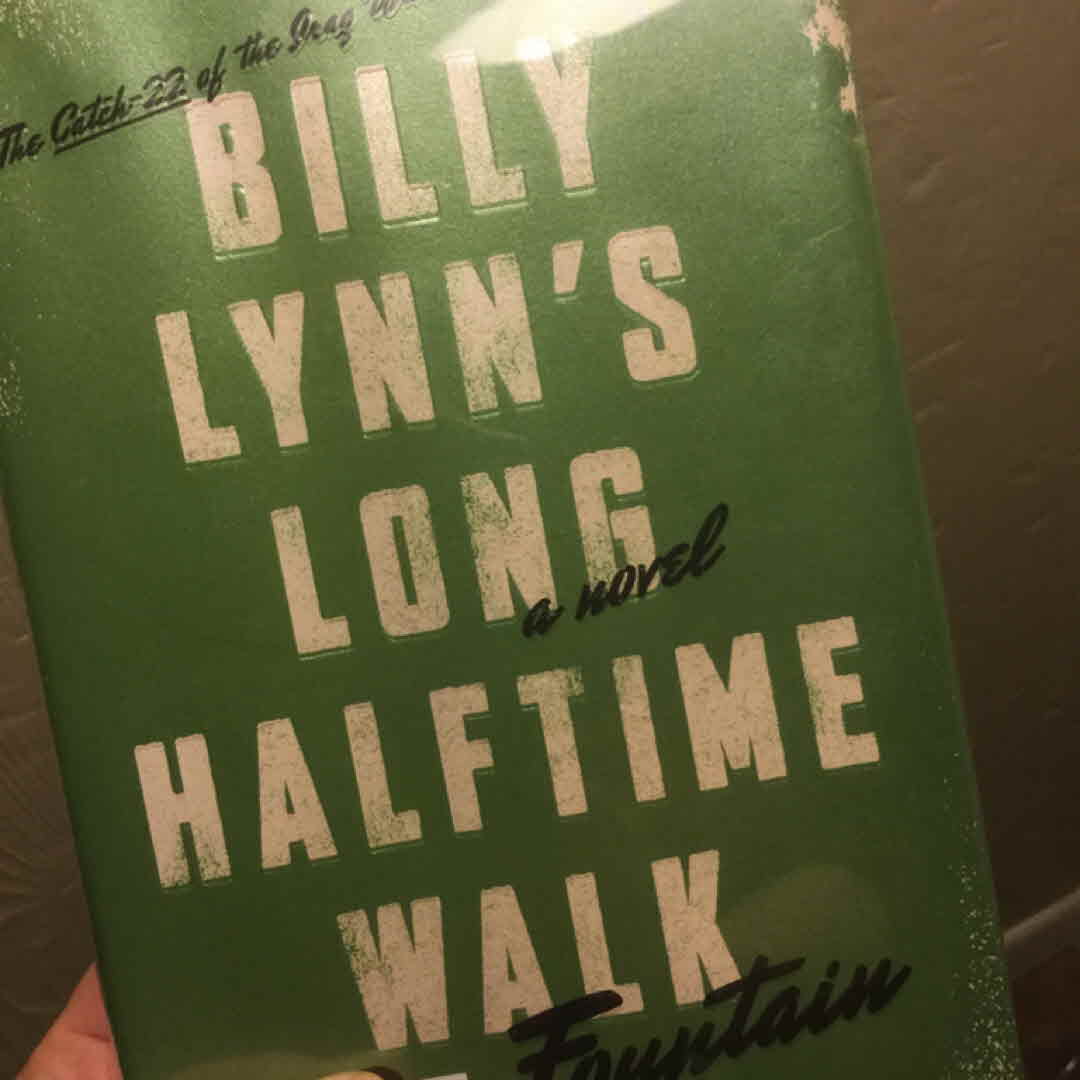 The Catch-22 of the Iraq
BILLY
LYNN'S
LONG
a novel
HALFTIME
WALK
Fountain